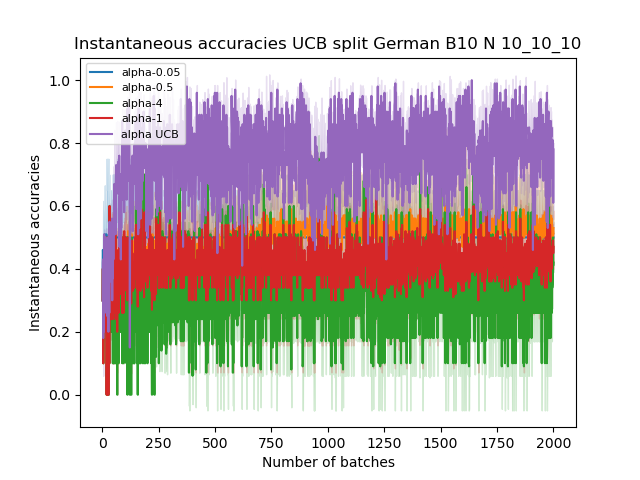 Instantaneous accuracies UCB split German B10 N 10_10_10
alpha-0.05
alpha-0.5
alpha-4
alpha-1
alpha UCB
Instantaneous accuracies
1.0
0.8
0.6
0.4
0.2
0.0
0 250 500 750 1000 1250 1500 1750 2000
Number of batches